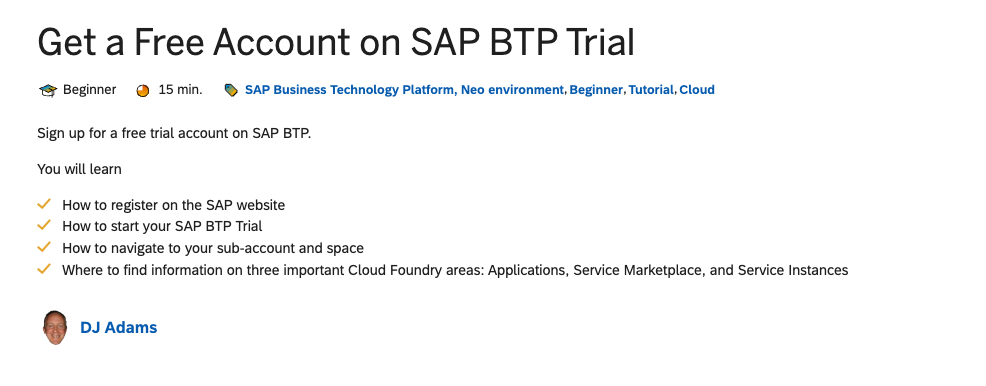 Get a Free Account on SAP BTP Trial
Beginner 15 min. SAP Business Technology Platform, Neo environment, Beginner, Tutorial, Cloud
Sign up for a free trial account on SAP BTP.
You will learn
How to register on the SAP website
How to start your SAP BTP Trial
How to navigate to your sub-account and space
Where to find information on three important Cloud Foundry areas: Applications, Service Marketplace, and Service Instances
DJ Adams